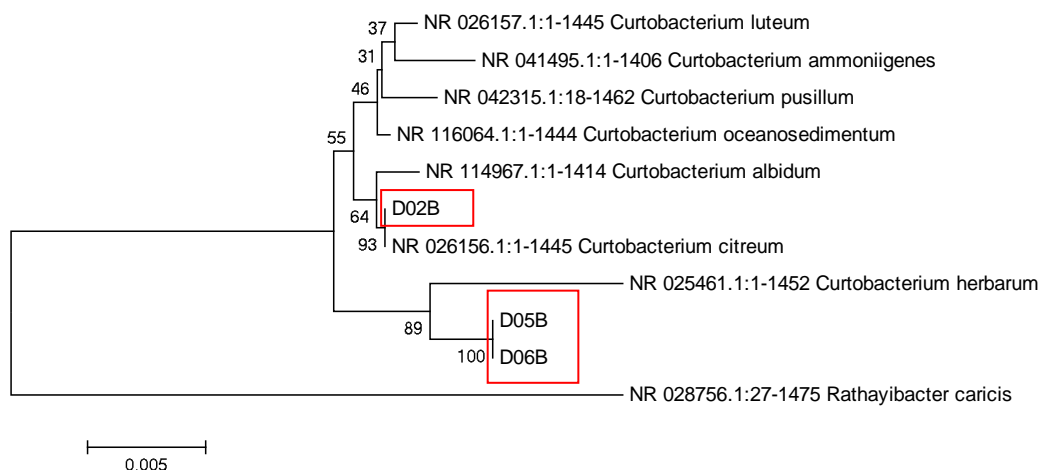 37
NR 026157.1:1-1445 Curtobacterium luteum
31
NR 041495.1:1-1406 Curtobacterium ammoniigenes
46
NR 042315.1:18-1462 Curtobacterium pusillum
55
NR 116064.1:1-1444 Curtobacterium oceanosedimentum
NR 114967.1:1-1414 Curtobacterium albidum
64
D02B
93
NR 026156.1:1-1445 Curtobacterium citreum
NR 025461.1:1-1452 Curtobacterium herbarum
89
D05B
100
D06B
NR 028756.1:27-1475 Rathayibacter caricis
0.005